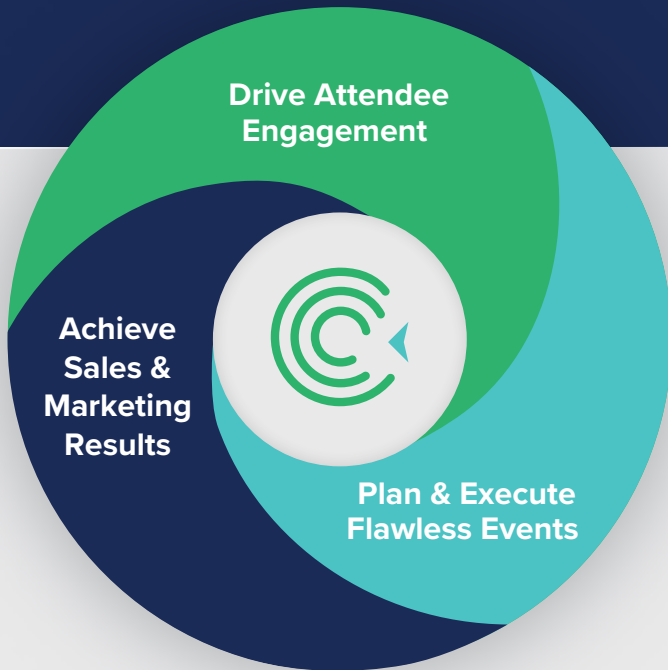 Drive Attendee
Engagement
Achieve
Sales &
Marketing
Results
Plan & Execute
Flawless Events